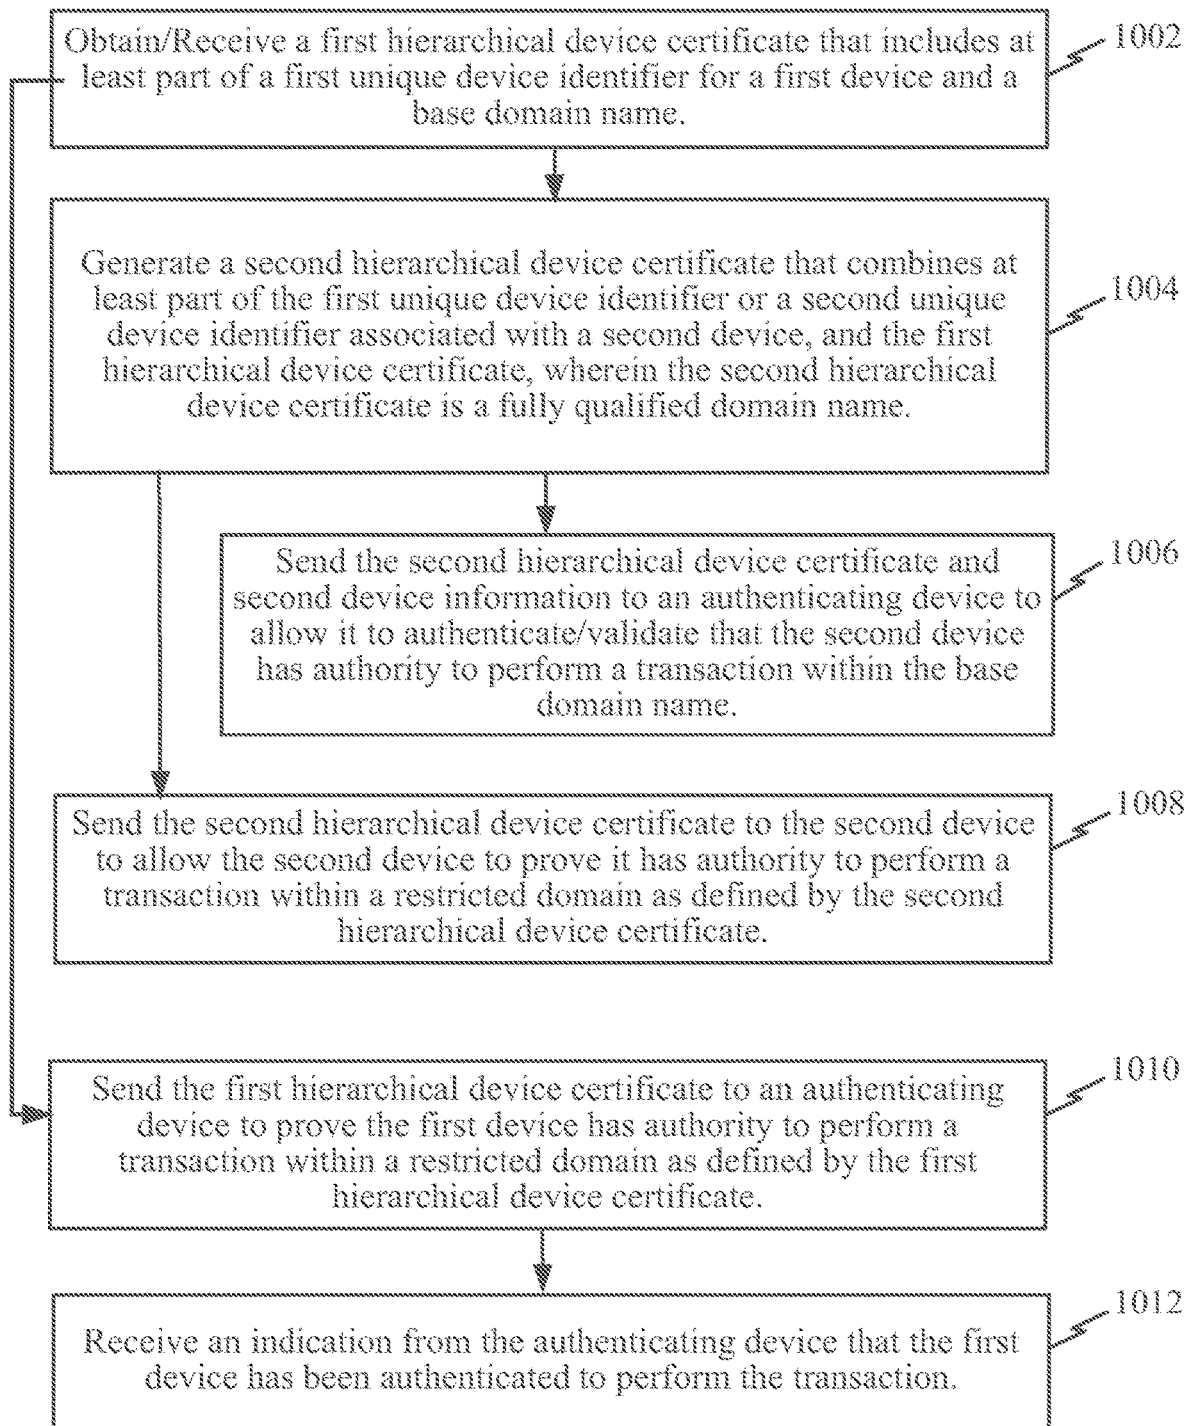 Obtain/Receive a first hierarchical device certificate that includes at
least part of a first unique device identifier for a first device and a
base domain name.
1002
Generate a second hierarchical device certificate that combines at
least part of the first unique device identifier or a second unique
device identifier associated with a second device, and the first
hierarchical device certificate, wherein the second hierarchical
device certificate is a fully qualified domain name.
1004
Send the second hierarchical device certificate and
second device information to an authenticating device to
allow it to authenticate/validate that the second device
has authority to perform a transaction within the base
domain name.
1006
Send the second hierarchical device certificate to the second device
to allow the second device to prove it has authority to perform a
transaction within a restricted domain as defined by the second
hierarchical device certificate.
1008
Send the first hierarchical device certificate to an authenticating
device to prove the first device has authority to perform a
transaction within a restricted domain as defined by the first
hierarchical device certificate.
1010
Receive an indication from the authenticating device that the first
device has been authenticated to perform the transaction.
1012